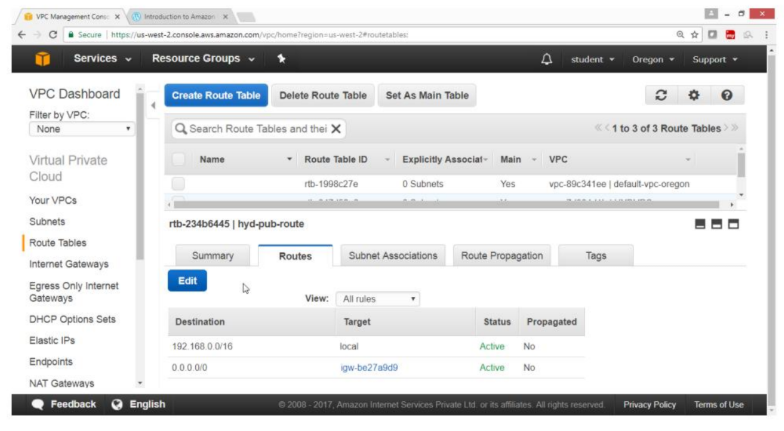 VPC Management Consol
Introduction to Amazon
Secure | https://us-west-2.console.aws.amazon.com/vpc/home?region=us-west-2#routetables:
Services Resource Groups student Oregon Support
VPC Dashboard
Filter by VPC:
None
Virtual Private Cloud
Your VPCs
Subnets
Route Tables
Internet Gateways
Egress Only Internet Gateways
DHCP Options Sets
Elastic IPs
Endpoints
NAT Gateways
Create Route Table Delete Route Table Set As Main Table
Search Route Tables and thei X
1 to 3 of 3 Route Tables
Name Route Table ID Explicitly Associat Main VPC
rtb-1998c27e 0 Subnets Yes vpc-89c341ee | default-vpc-oregon
rtb-234b6445 | hyd-pub-route
Summary Routes Subnet Associations Route Propagation Tags
Edit
View: All rules
Destination Target Status Propagated
192.168.0.0/16 local Active No
0.0.0.0/0 igw-be27a9d9 Active No
Feedback English © 2008 - 2017, Amazon Internet Services Private Ltd. or its affiliates. All rights reserved. Privacy Policy Terms of Use